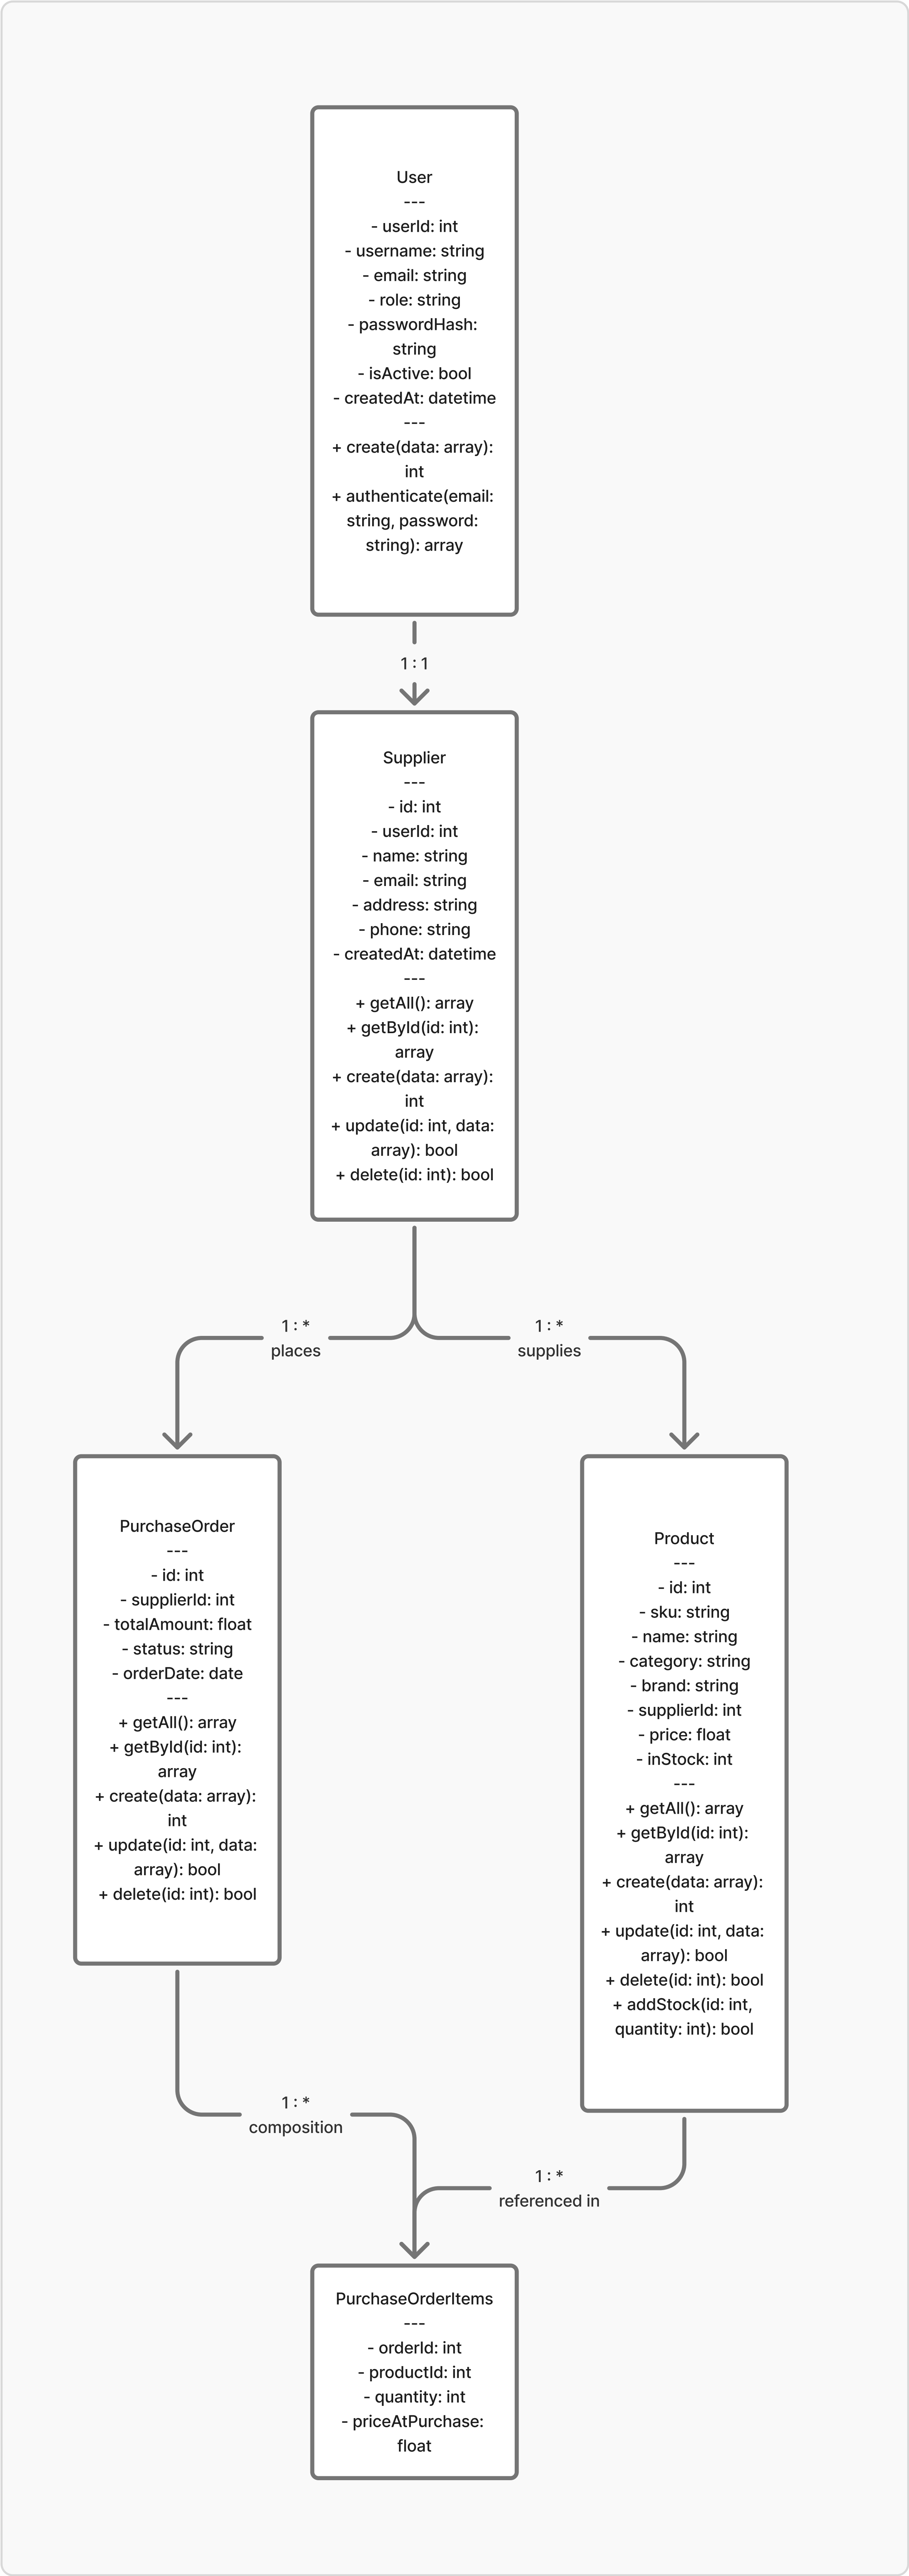 User
---
- userId: int
- username: string
- email: string
- role: string
- passwordHash:
string
- isActive: bool
- createdAt: datetime
---
+ create(data: array):
int
+ authenticate(email:
string, password:
string): array
1 : 1
Supplier
---
- id: int
- userId: int
- name: string
- email: string
- address: string
- phone: string
- createdAt: datetime
---
+ getAll(): array
+ getById(id: int):
array
+ create(data: array):
int
+ update(id: int, data:
array): bool
+ delete(id: int): bool
1 : *
places
1 : *
supplies
PurchaseOrder
---
- id: int
- supplierId: int
- totalAmount: float
- status: string
- orderDate: date
---
+ getAll(): array
+ getById(id: int):
array
+ create(data: array):
int
+ update(id: int, data:
array): bool
+ delete(id: int): bool
Product
---
- id: int
- sku: string
- name: string
- category: string
- brand: string
- supplierId: int
- price: float
- inStock: int
---
+ getAll(): array
+ getById(id: int):
array
+ create(data: array):
int
+ update(id: int, data:
array): bool
+ delete(id: int): bool
+ addStock(id: int,
quantity: int): bool
1 : *
composition
1 : *
referenced in
PurchaseOrderItems
---
- orderId: int
- productId: int
- quantity: int
- priceAtPurchase:
float